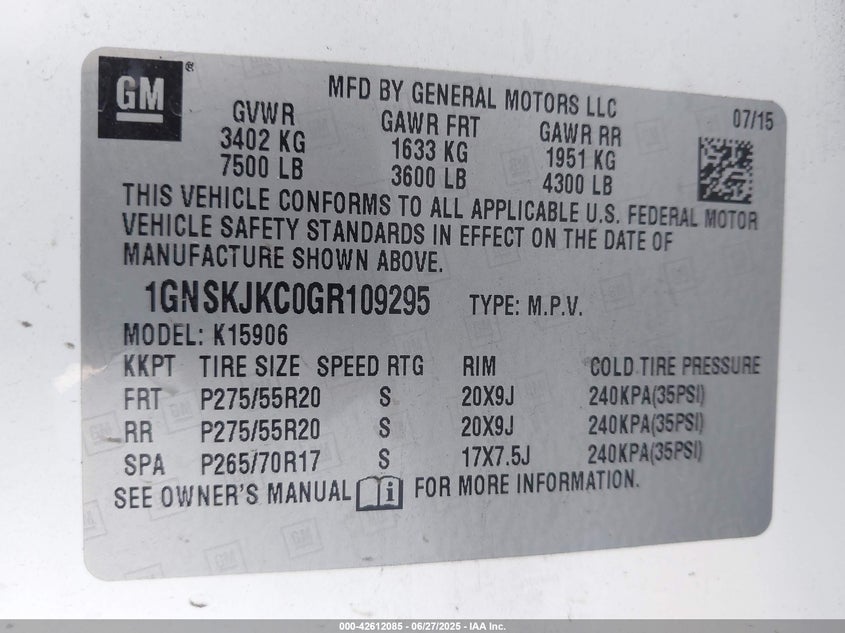 GM ®
MFD BY GENERAL MOTORS LLC
07/15
GVWR GAWR FRT GAWR RR
3402 KG 1633 KG 1951 KG
7500 LB 3600 LB 4300 LB
THIS VEHICLE CONFORMS TO ALL APPLICABLE U.S. FEDERAL MOTOR
VEHICLE SAFETY STANDARDS IN EFFECT ON THE DATE OF
MANUFACTURE SHOWN ABOVE.
1GNSKJKC0GR109295 TYPE: M.P.V.
MODEL: K15906
KKPT TIRE SIZE SPEED RTG RIM COLD TIRE PRESSURE
FRT P275/55R20 S 20X9J 240KPA(35PSI)
RR P275/55R20 S 20X9J 240KPA(35PSI)
SPA P265/70R17 S 17X7.5J 240KPA(35PSI)
SEE OWNER'S MANUAL i FOR MORE INFORMATION.
000-42612085 - 06/27/2025 - IAA Inc.